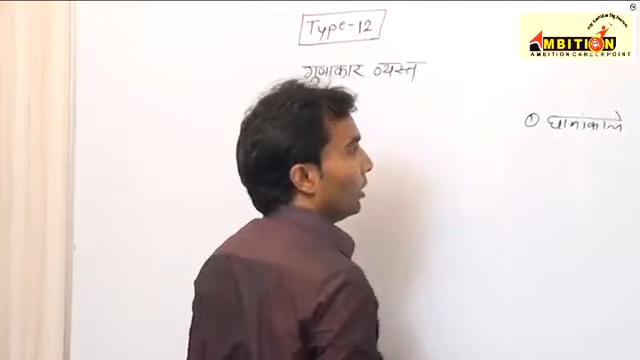 Type-12
गुणाकार व्यस्त
① घातांकाने
AMBITION
AMBITION CAREER POINT